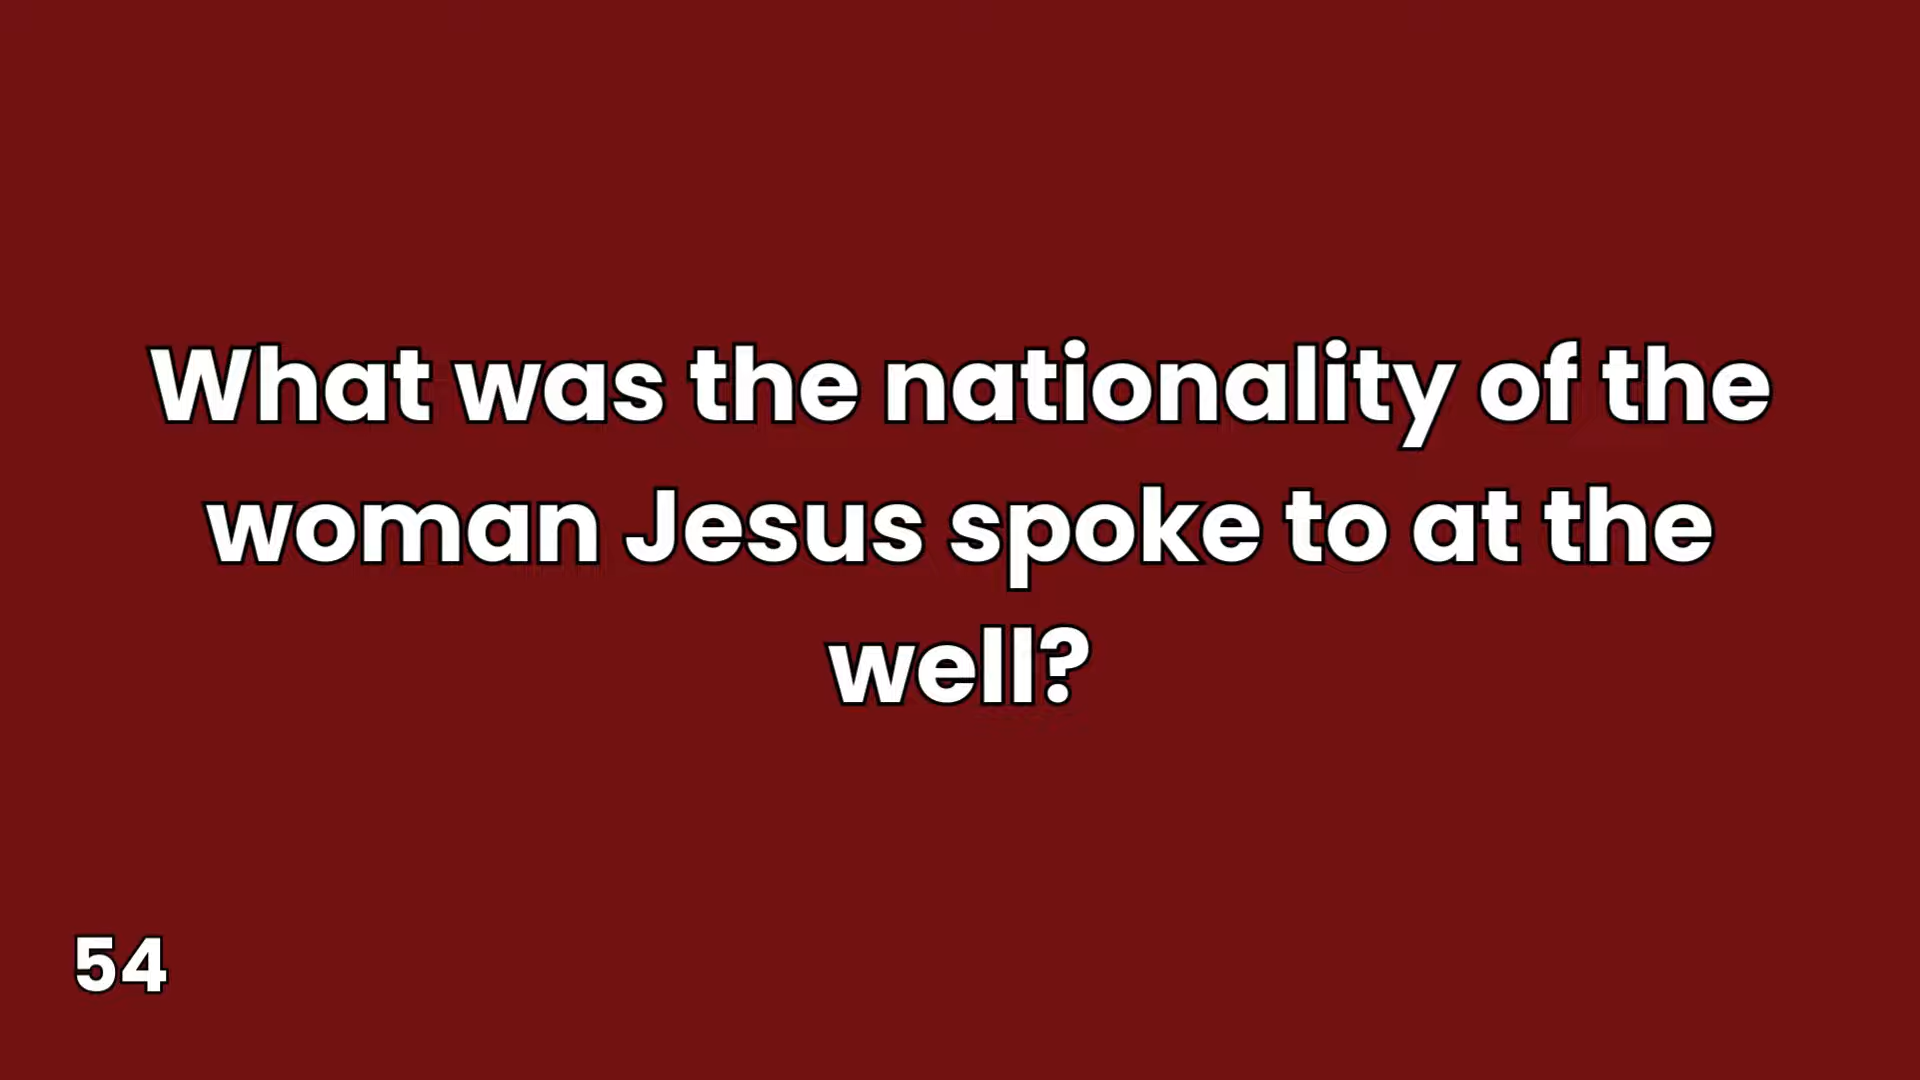 What was the nationality of the
woman Jesus spoke to at the
well?
54